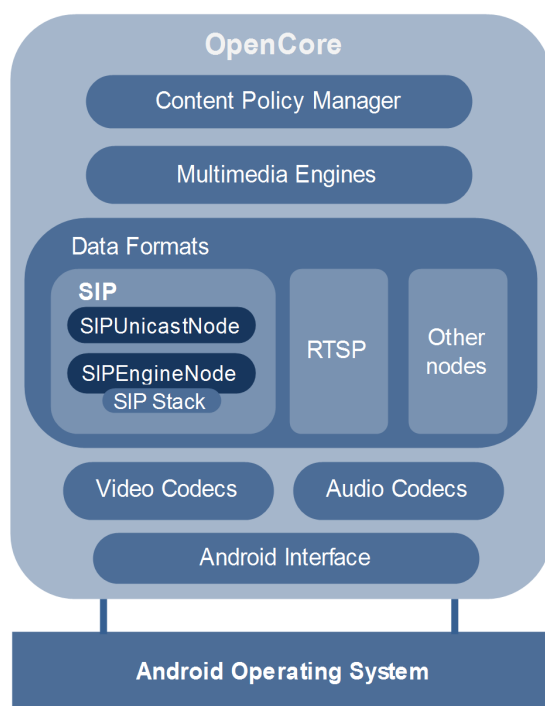 OpenCore
Content Policy Manager
Multimedia Engines
Data Formats
SIP
SIPUnicastNode
SIPEngineNode
SIP Stack
RTSP
Other
nodes
Video Codecs
Audio Codecs
Android Interface
Android Operating System